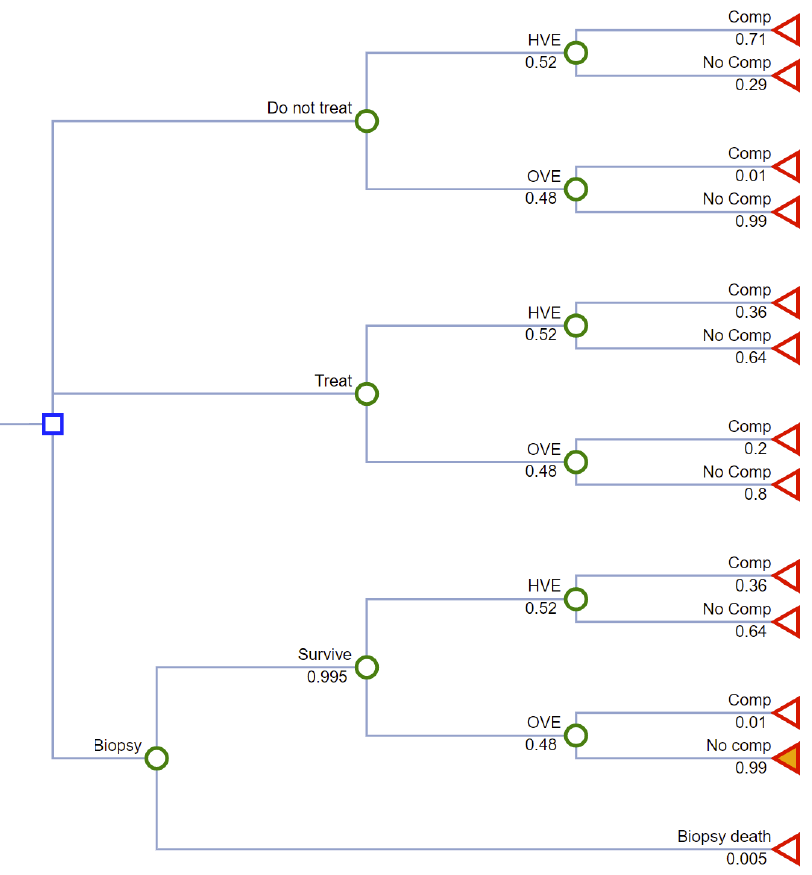 Comp
0.71
HVE
0.52
No Comp
0.29
Do not treat
Comp
0.01
OVE
0.48
No Comp
0.99
Comp
0.36
HVE
0.52
No Comp
0.64
Treat
Comp
0.2
OVE
0.48
No Comp
0.8
Comp
0.36
HVE
0.52
No Comp
0.64
Survive
0.995
Comp
0.01
OVE
0.48
No comp
0.99
Biopsy
Biopsy death
0.005